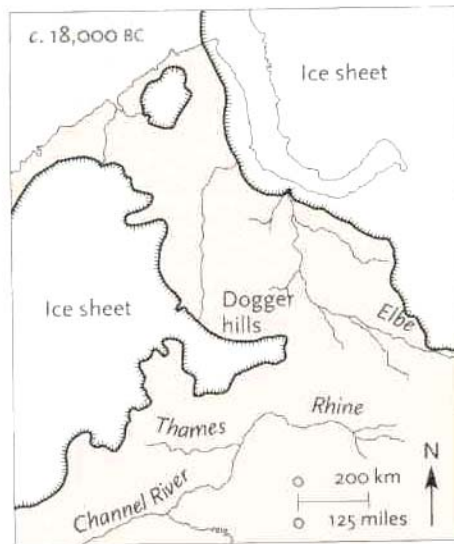 c. 18,000 BC
Ice sheet
Ice sheet
Dogger
hills
Elbe
Rhine
Thames
Channel River
N
200 km
125 miles